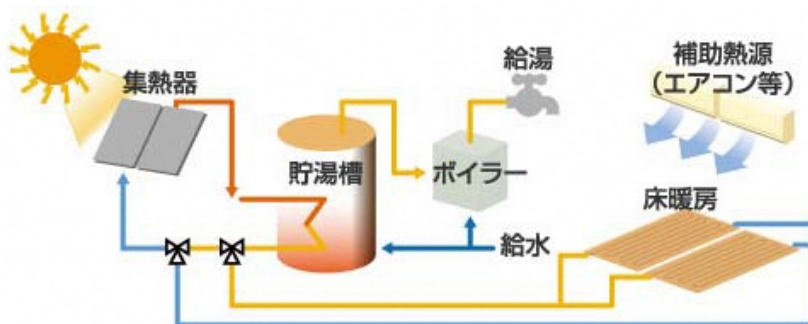 集熱器
貯湯槽
給湯
ボイラー
給水
補助熱源
(エアコン等)
床暖房